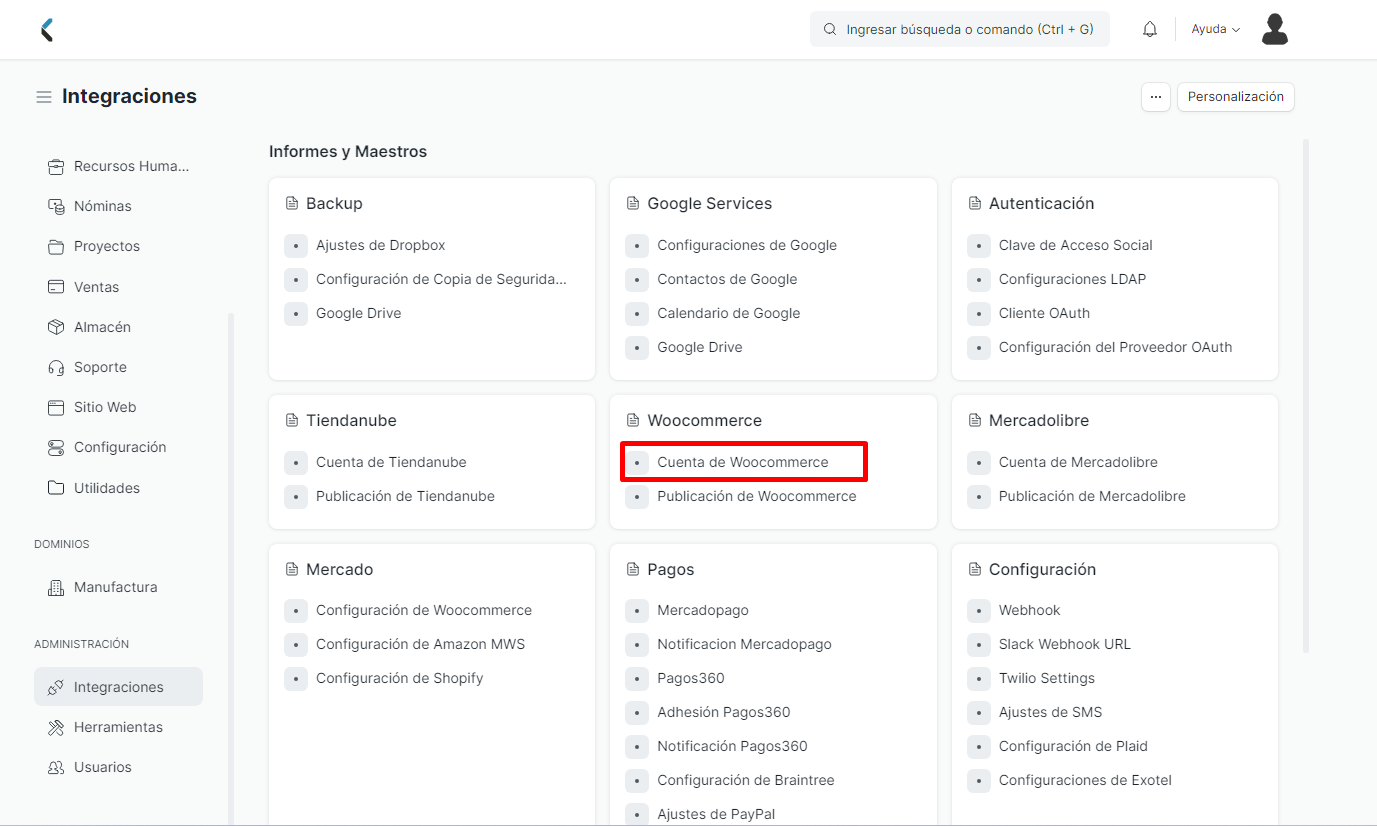 Ingresar búsqueda o comando (Ctrl + G)
Ayuda
Integraciones
...
Personalización
Recursos Huma...
Nóminas
Proyectos
Ventas
Almacén
Soporte
Sitio Web
Configuración
Utilidades
DOMINIOS
Manufactura
ADMINISTRACIÓN
Integraciones
Herramientas
Usuarios
Informes y Maestros
Backup
Ajustes de Dropbox
Configuración de Copia de Segurida...
Google Drive
Google Services
Configuraciones de Google
Contactos de Google
Calendario de Google
Google Drive
Autenticación
Clave de Acceso Social
Configuraciones LDAP
Cliente OAuth
Configuración del Proveedor OAuth
Tiendanube
Cuenta de Tiendanube
Publicación de Tiendanube
Woocommerce
Cuenta de Woocommerce
Publicación de Woocommerce
Mercadolibre
Cuenta de Mercadolibre
Publicación de Mercadolibre
Mercado
Configuración de Woocommerce
Configuración de Amazon MWS
Configuración de Shopify
Pagos
Mercadopago
Notificacion Mercadopago
Pagos360
Adhesión Pagos360
Notificación Pagos360
Configuración de Braintree
Ajustes de PayPal
Configuración
Webhook
Slack Webhook URL
Twilio Settings
Ajustes de SMS
Configuración de Plaid
Configuraciones de Exotel